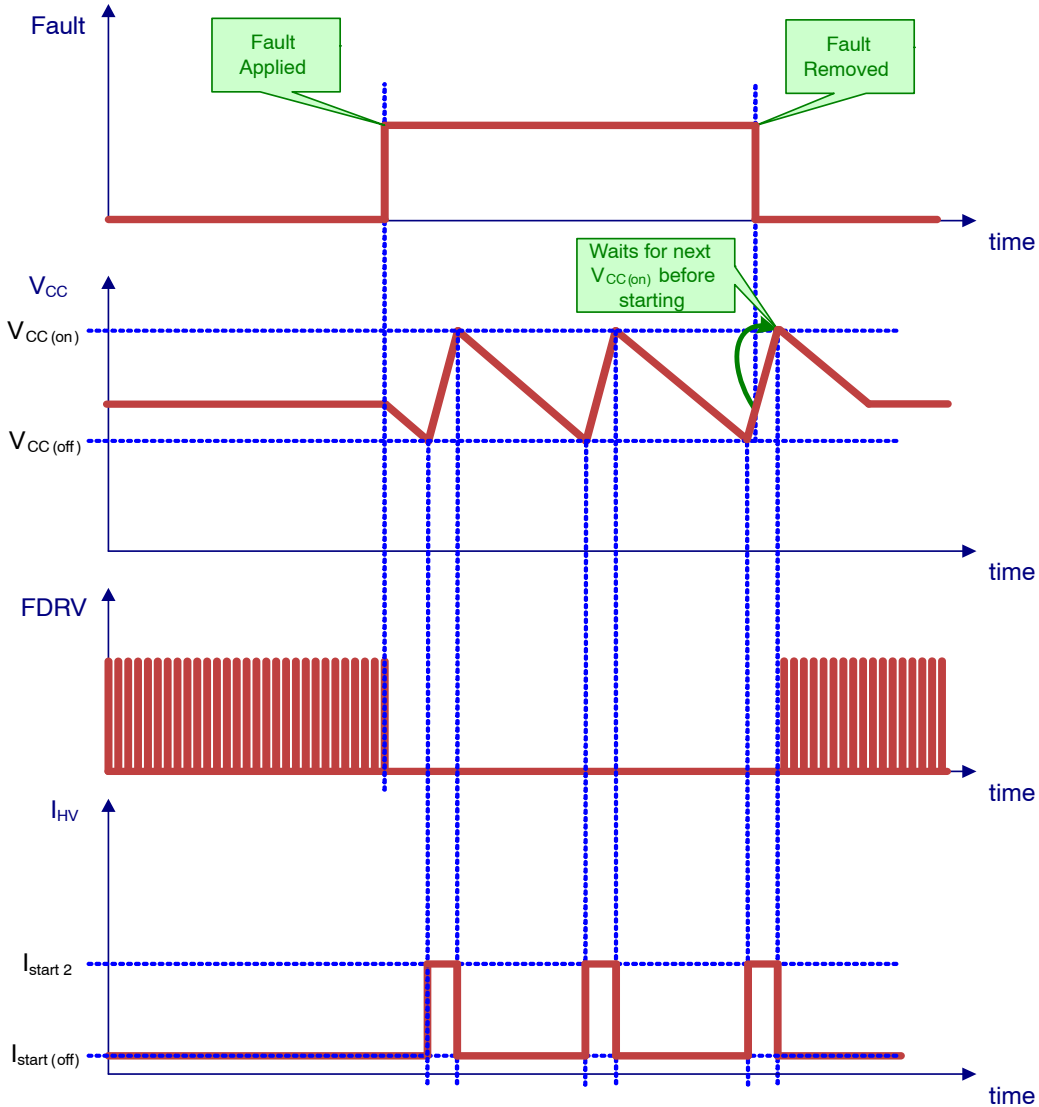 Fault
Fault
Applied
Fault
Removed
time
Waits for next
VCC(on) before
starting
VCC
VCC(on)
VCC(off)
time
FDRV
time
IHV
Istart 2
Istart(off)
time